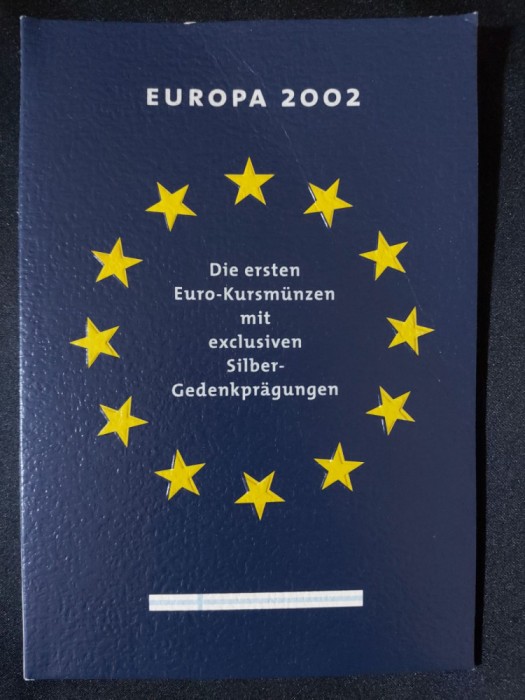 EUROPA 2002
Die ersten
Euro-Kursmünzen
mit
exclusiven
Silber-
Gedenkprägungen